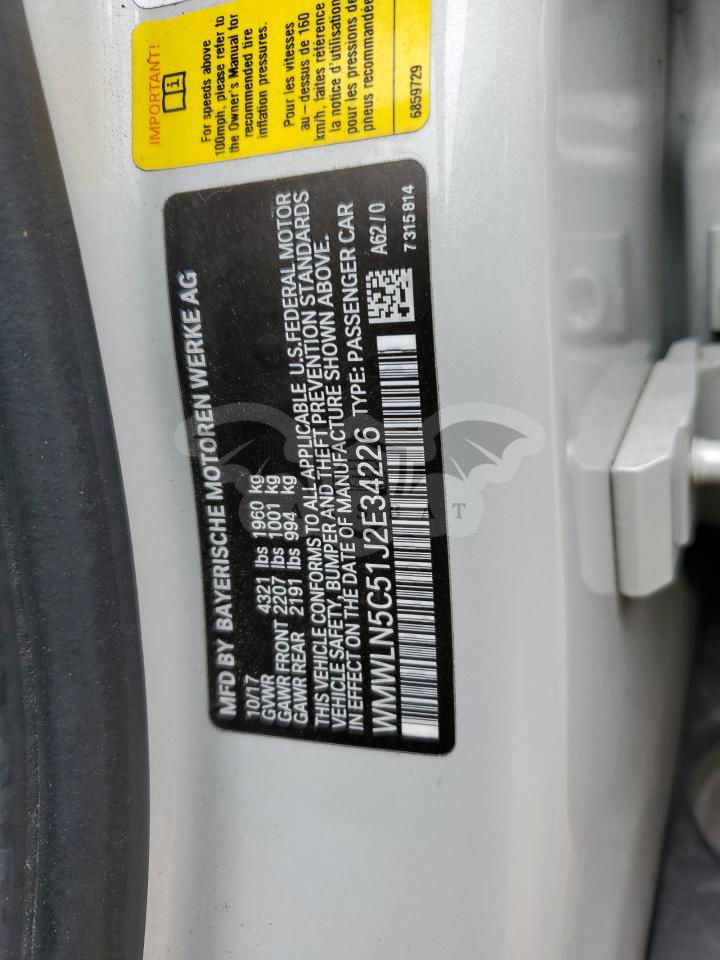 IMPORTANT!
For speeds above
100mph, please refer to
the Owner's Manual for
recommended tire
inflation pressures.
Pour les vitesses
au-dessus de 160
km/h, faites référence
la notice d'utilisation
pour les pressions de
pneus recommandée
6859729
MFD BY BAYERISCHE MOTOREN WERKE AG
10/17
GVWR 4321 lbs 1960 kg
GAWR FRONT 2207 lbs 1001 kg
GAWR REAR 2191 lbs 994 kg
THIS VEHICLE CONFORMS TO ALL APPLICABLE U.S.FEDERAL MOTOR
VEHICLE SAFETY, BUMPER AND THEFT PREVENTION STANDARDS
IN EFFECT ON THE DATE OF MANUFACTURE SHOWN ABOVE.
WMWLN5C51J2E34226 TYPE: PASSENGER CAR
A62/0
7315814